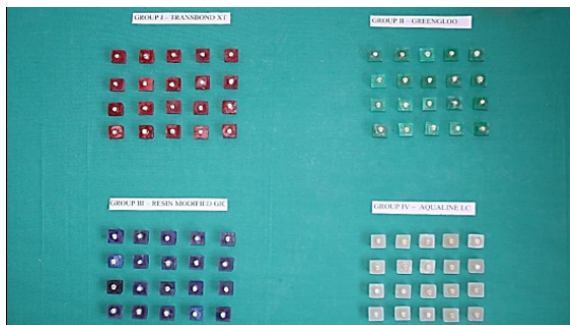 GROUP I – TRANSBOND XT
GROUP II – GREENGLOO
GROUP III – RESIN MODIFIED GIC
GROUP IV – AQUALINE LC